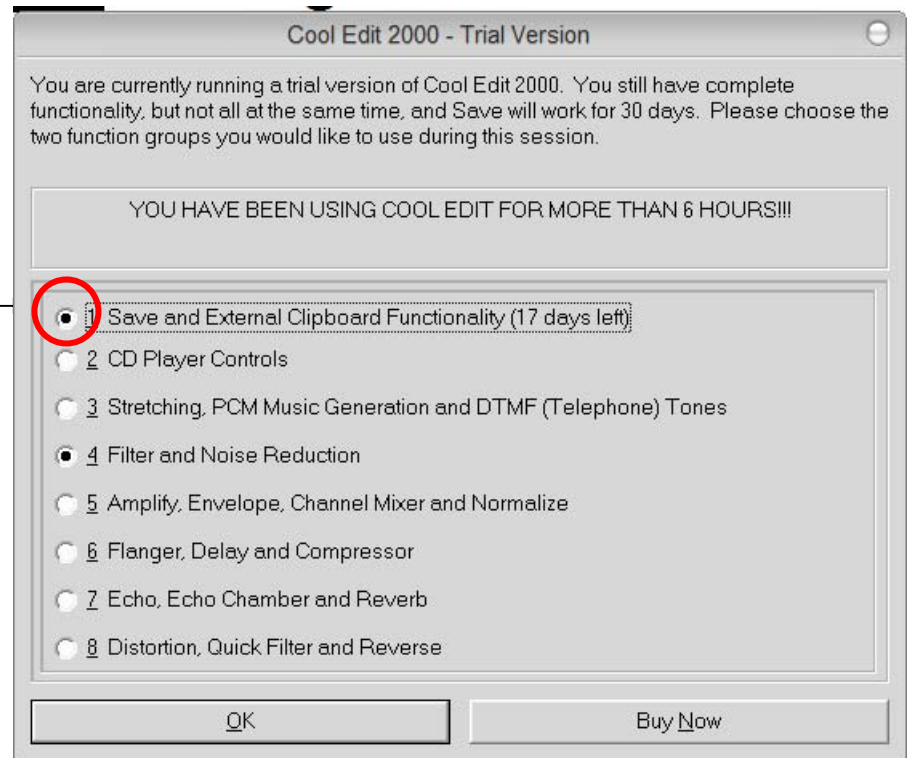 Cool Edit 2000 - Trial Version
You are currently running a trial version of Cool Edit 2000. You still have complete
functionality, but not all at the same time, and Save will work for 30 days. Please choose the
two function groups you would like to use during this session.
YOU HAVE BEEN USING COOL EDIT FOR MORE THAN 6 HOURS!!!
1 Save and External Clipboard Functionality (17 days left)
2 CD Player Controls
3 Stretching, PCM Music Generation and DTMF (Telephone) Tones
4 Filter and Noise Reduction
5 Amplify, Envelope, Channel Mixer and Normalize
6 Flanger, Delay and Compressor
7 Echo, Echo Chamber and Reverb
8 Distortion, Quick Filter and Reverse
OK
Buy Now